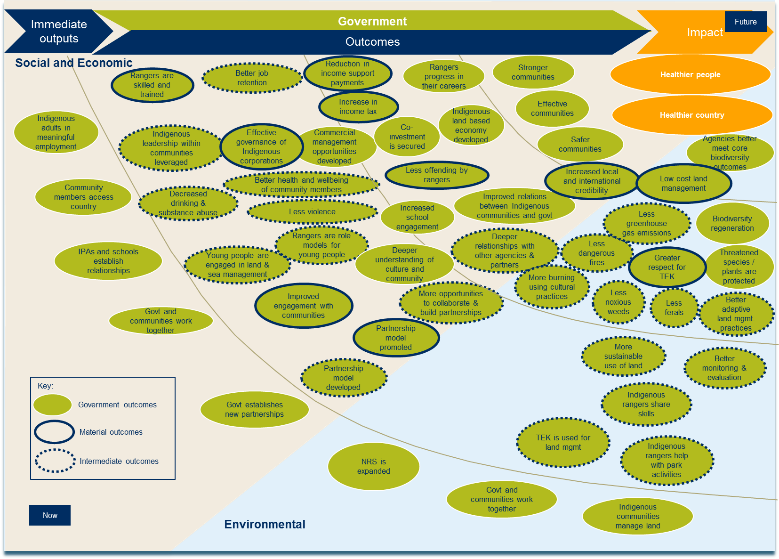 Immediate
outputs
Government
Outcomes
Impact
Future
Social and Economic
Healthier people
Healthier country
Rangers are
skilled and
trained
Better job
retention
Reduction in
income support
payments
Rangers
progress in
their careers
Stronger
communities
Increase in
income tax
Effective
communities
Indigenous
adults in
meaningful
employment
Indigenous
leadership within
communities
leveraged
Effective
governance of
Indigenous
corporations
Commercial
management
opportunities
developed
Co-
investment
is secured
Indigenous
land based
economy
developed
Safer
communities
Agencies better
meet core
biodiversity
outcomes
Community
members access
country
Decreased
drinking &
substance abuse
Better health and wellbeing
of community members
Less offending by
rangers
Increased local
and international
credibility
Low cost land
management
Less violence
Increased
school
engagement
Improved relations
between Indigenous
communities and govt
Less
greenhouse
gas emissions
Biodiversity
regeneration
IPAs and schools
establish
relationships
Young people are
engaged in land &
sea management
Rangers are role
models for
young people
Deeper
understanding of
culture and
community
Deeper
relationships with
other agencies &
partners
Less
dangerous
fires
Greater
respect for
TEK
Threatened
species /
plants are
protected
Improved
engagement with
communities
More opportunities
to collaborate &
build partnerships
More burning
using cultural
practices
Less
noxious
weeds
Less
ferals
Better
adaptive
land mgmt
practices
Govt and
communities work
together
Partnership
model
promoted
Partnership
model
developed
More
sustainable
use of land
Better
monitoring &
evaluation
Key:
Government outcomes
Material outcomes
Intermediate outcomes
Govt establishes
new partnerships
Indigenous
rangers share
skills
TEK is used for
land mgmt
Indigenous
rangers help
with park
activities
NRS is
expanded
Govt and
communities work
together
Indigenous
communities
manage land
Now
Environmental